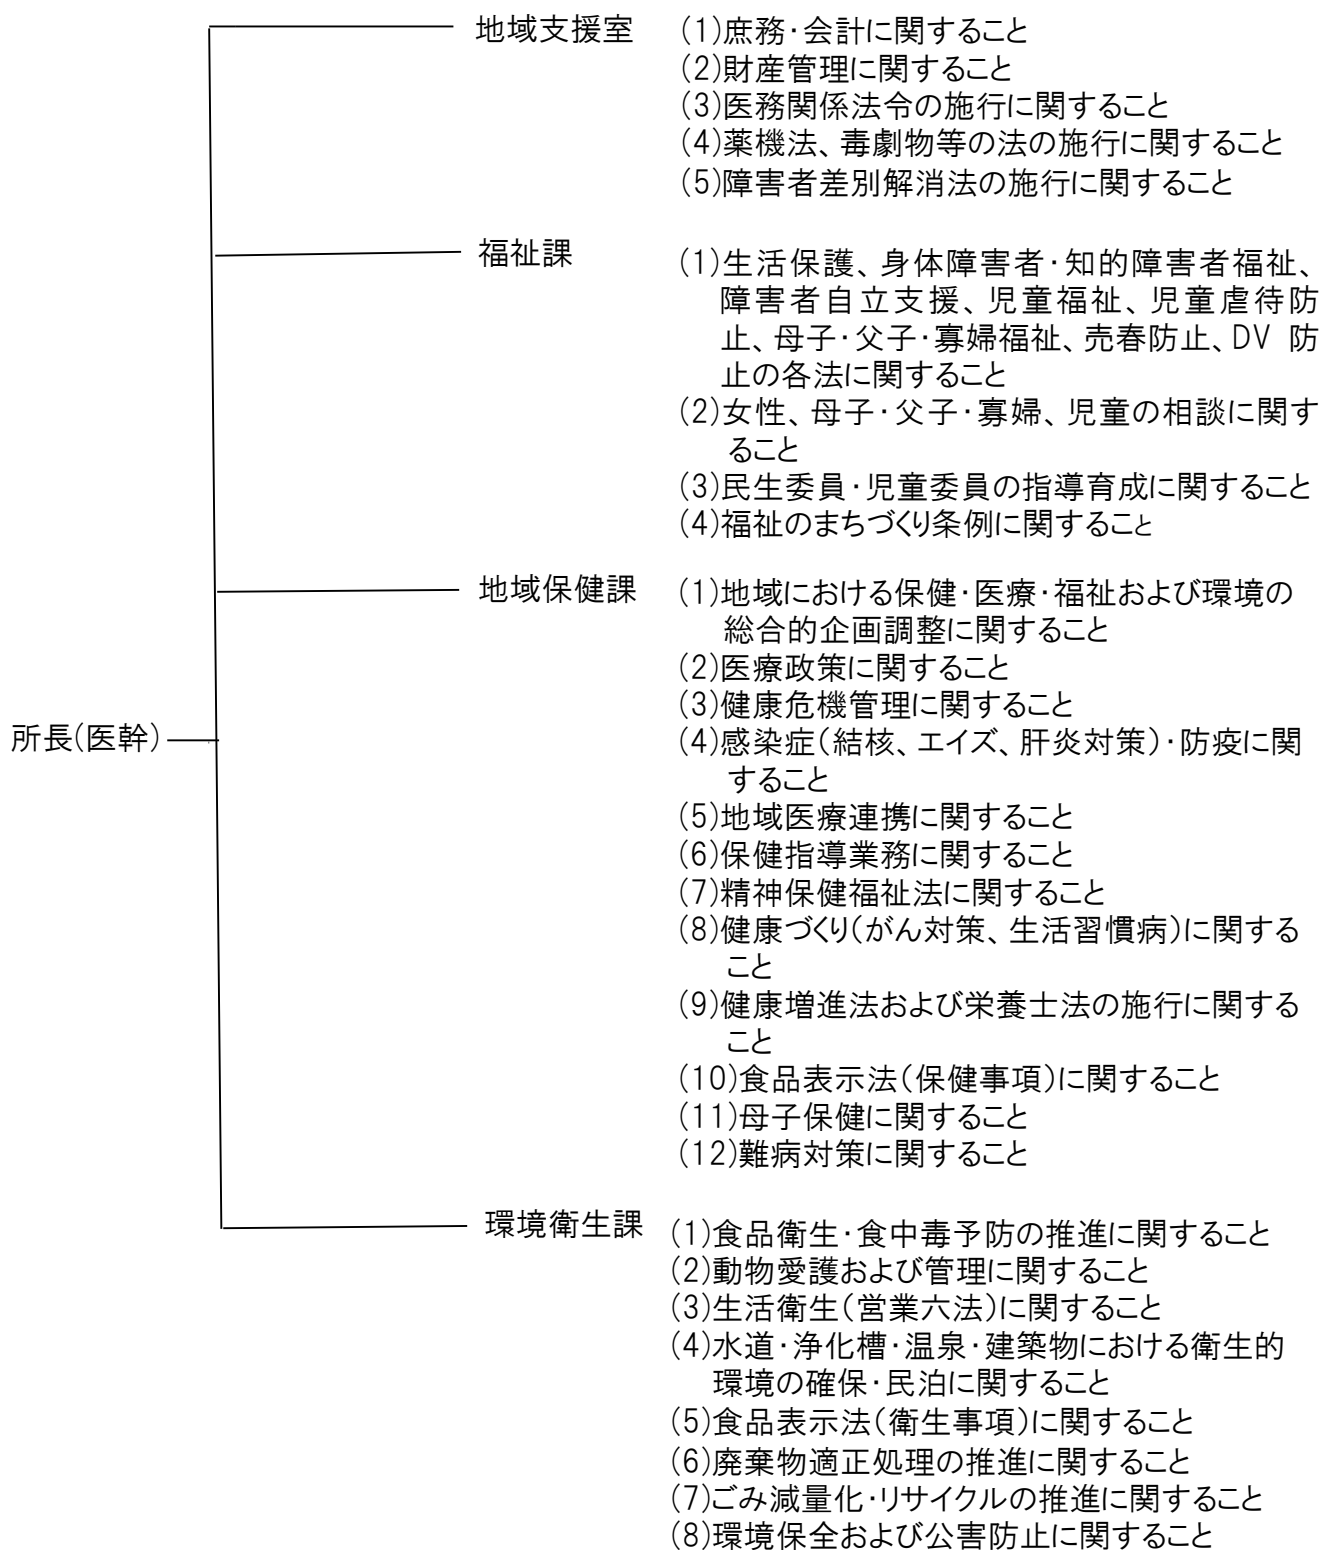 地域支援室
(1)庶務・会計に関すること
(2)財産管理に関すること
(3)医務関係法令の施行に関すること
(4)薬機法、毒劇物等の法の施行に関すること
(5)障害者差別解消法の施行に関すること
福祉課
(1)生活保護、身体障害者・知的障害者福祉、
障害者自立支援、児童福祉、児童虐待防
止、母子・父子・寡婦福祉、売春防止、DV 防
止の各法に関すること
(2)女性、母子・父子・寡婦、児童の相談に関す
ること
(3)民生委員・児童委員の指導育成に関すること
(4)福祉のまちづくり条例に関すること
地域保健課
(1)地域における保健・医療・福祉および環境の
総合的企画調整に関すること
(2)医療政策に関すること
(3)健康危機管理に関すること
所長(医幹)
(4)感染症(結核、エイズ、肝炎対策)・防疫に関
すること
(5)地域医療連携に関すること
(6)保健指導業務に関すること
(7)精神保健福祉法に関すること
(8)健康づくり(がん対策、生活習慣病)に関する
こと
(9)健康増進法および栄養士法の施行に関する
こと
(10)食品表示法(保健事項)に関すること
(11)母子保健に関すること
(12)難病対策に関すること
環境衛生課
(1)食品衛生・食中毒予防の推進に関すること
(2)動物愛護および管理に関すること
(3)生活衛生(営業六法)に関すること
(4)水道・浄化槽・温泉・建築物における衛生的
環境の確保・民泊に関すること
(5)食品表示法(衛生事項)に関すること
(6)廃棄物適正処理の推進に関すること
(7)ごみ減量化・リサイクルの推進に関すること
(8)環境保全および公害防止に関すること